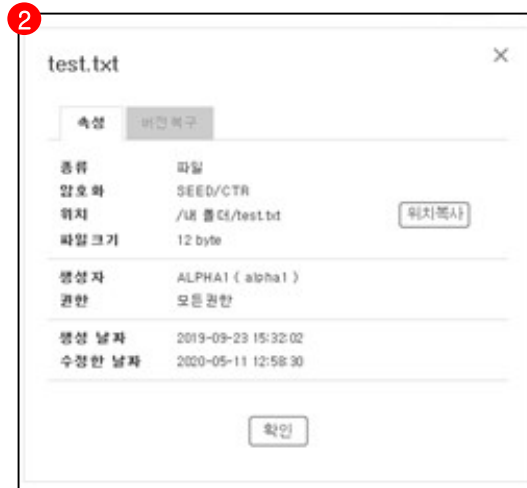 2
test.txt
속성 버전복구
종류 파일
암호화 SEED/CTR
위치 /내 폴더/test.txt 위치복사
파일크기 12 byte
생성자 ALPHA1 ( alpha1 )
권한 모든권한
생성 날짜 2019-09-23 15:32:02
수정한 날짜 2020-05-11 12:58:30
확인